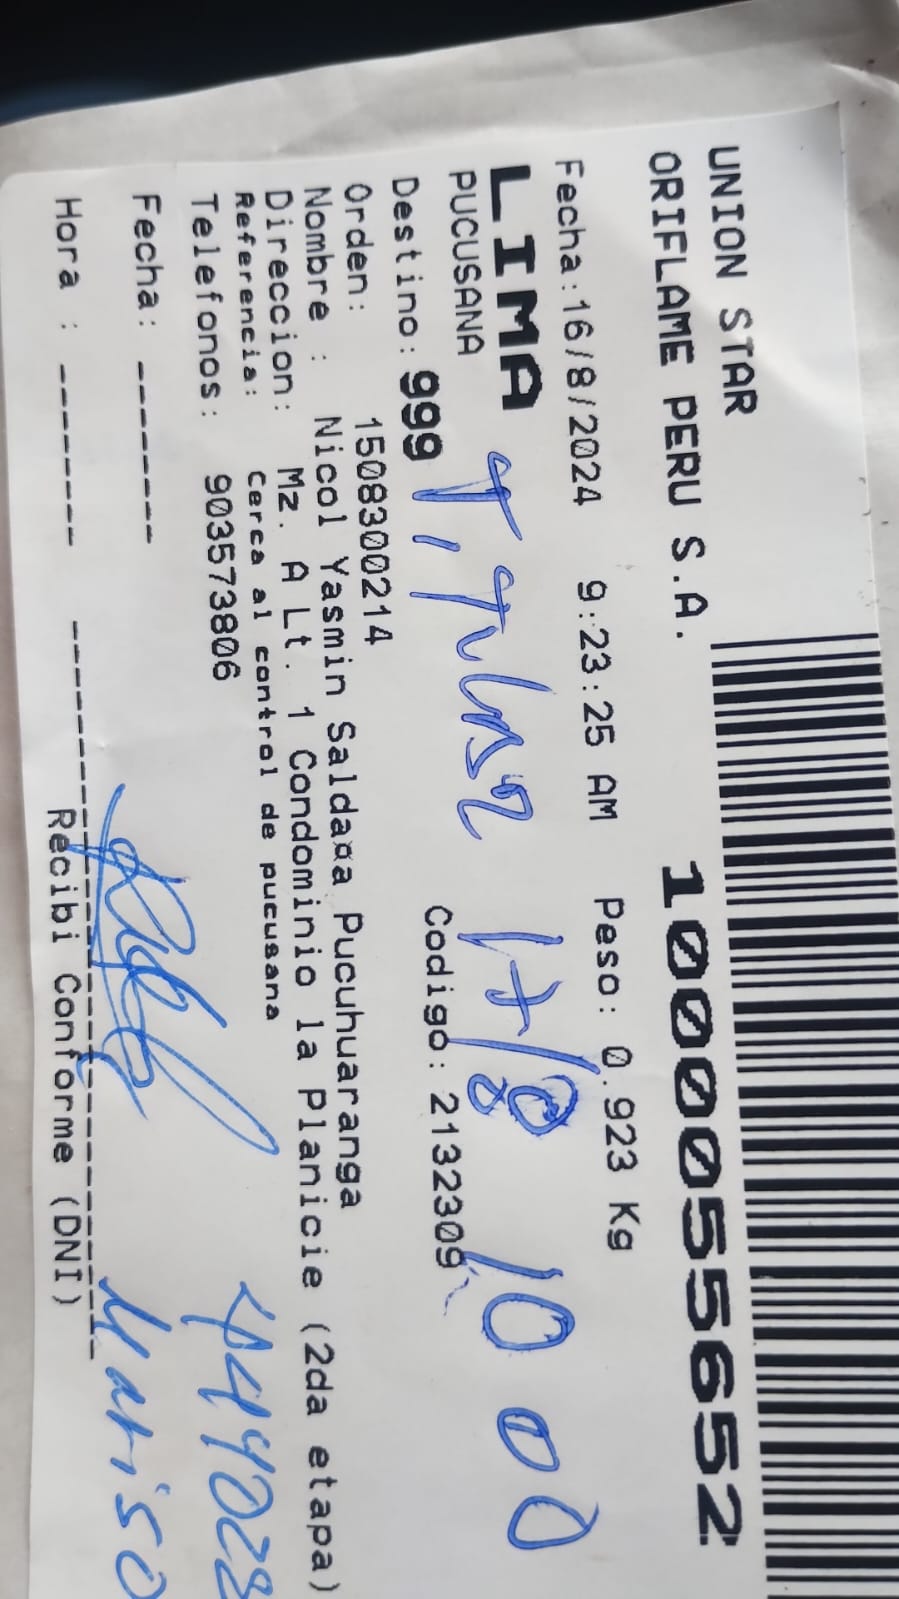 UNION STAR
ORIFLAME PERU S.A.
10000555652
Fecha:16/8/2024 9:23:25 AM Peso: 0.923 Kg
LIMA
PUCUSANA
17/8 10 00
Destino: 999 Codigo: 2132309
Orden: 1508300214
Nombre : Nicol Yasmin Saldaña Pucuhuaranga
Direccion: Mz. A Lt. 1 Condominio la Planicie (2da etapa)
Referencia: Cerca al control de pucusana
Telefonos: 903573806
Fecha: ------
Hora : -------
Recibi Conforme (DNI)